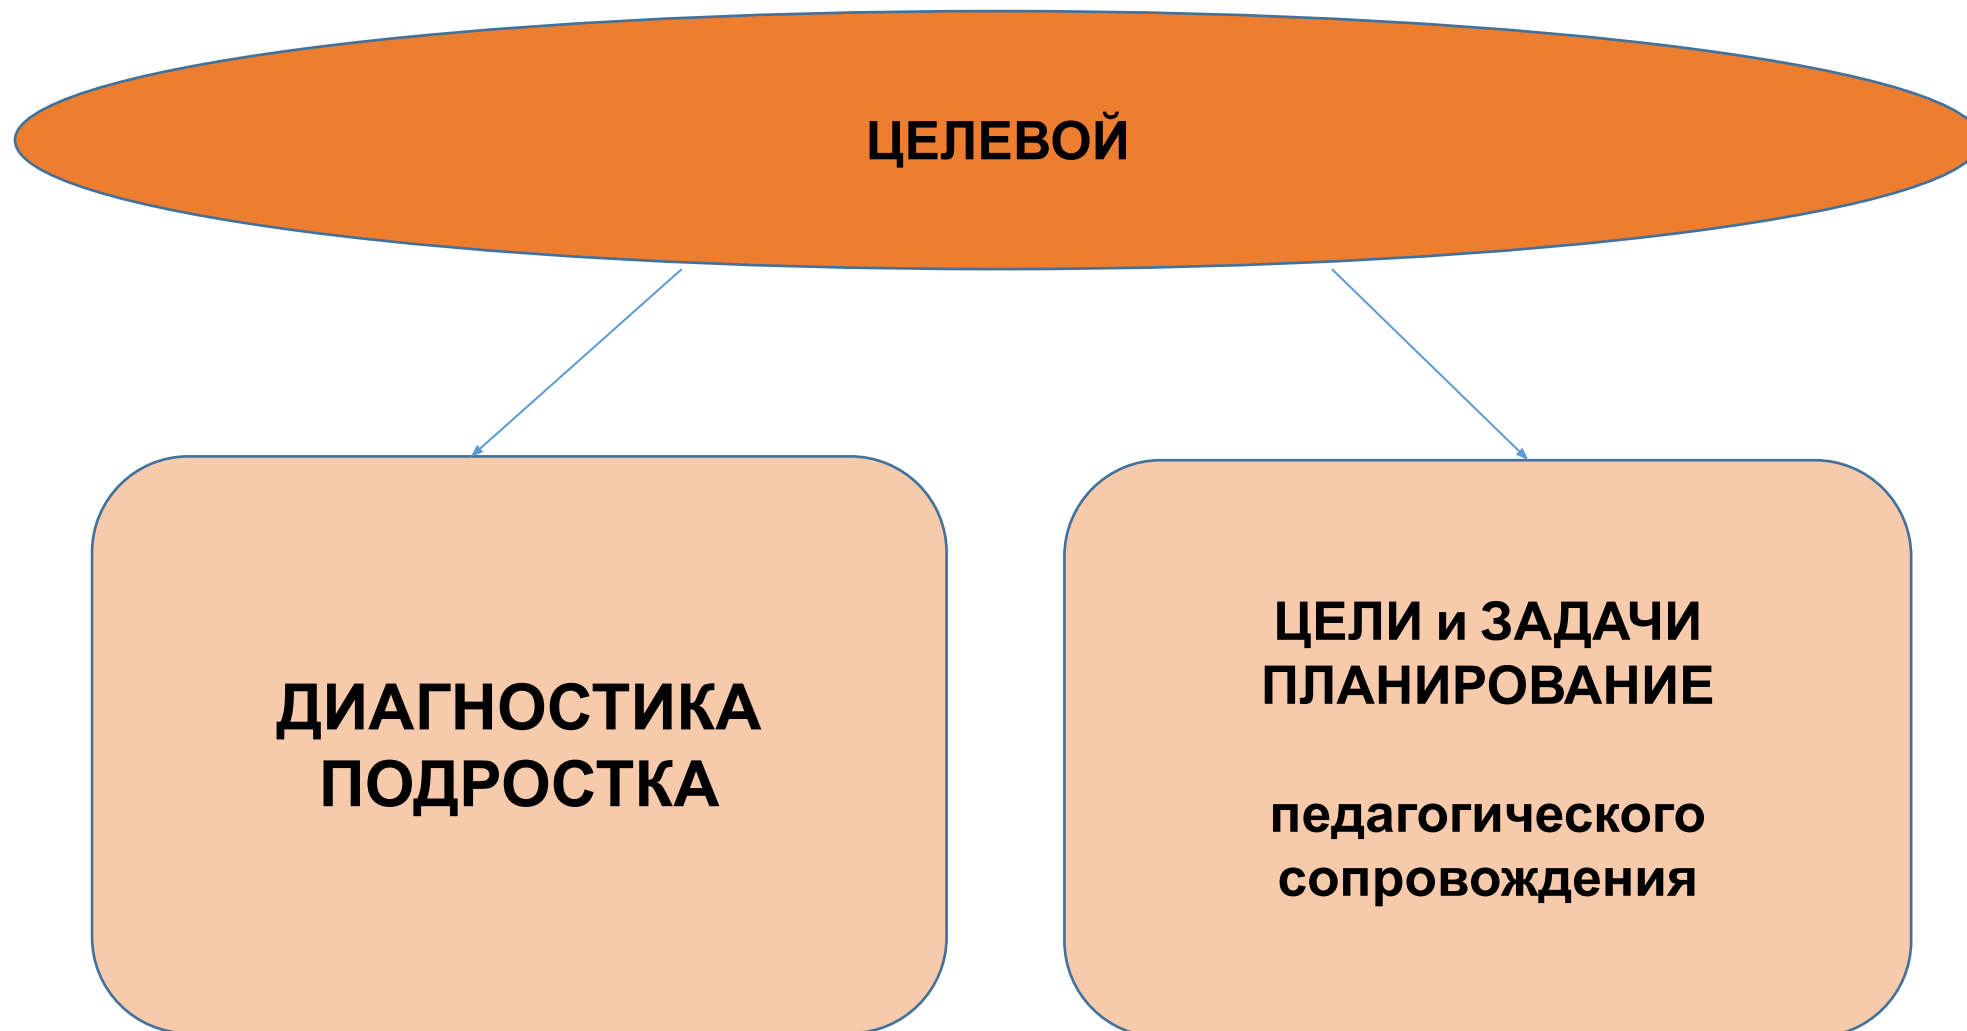 ЦЕЛЕВОЙ
ДИАГНОСТИКА
ПОДРОСТКА
ЦЕЛИ и ЗАДАЧИ
ПЛАНИРОВАНИЕ
педагогического
сопровождения